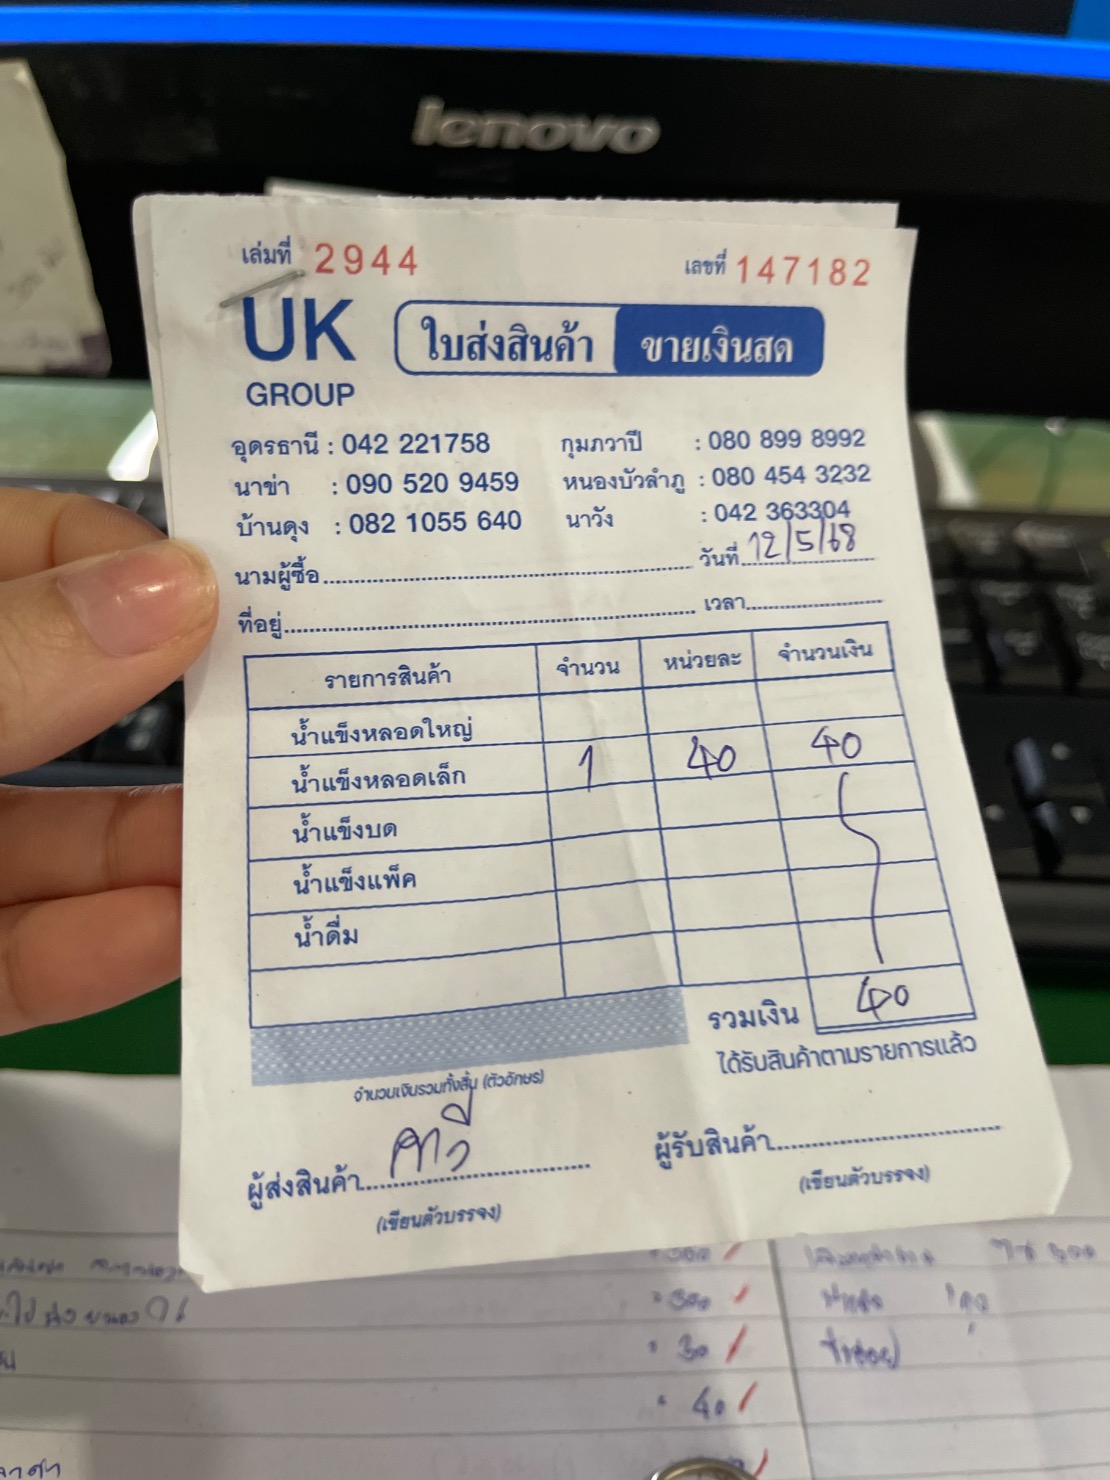 lenovo
เล่มที่ 2944 เลขที่ 147182
UK
GROUP
ใบส่งสินค้า ขายเงินสด
อุดรธานี : 042 221758 กุมภวาปี : 080 899 8992
นาข่า : 090 520 9459 หนองบัวลำภู : 080 454 3232
บ้านดุง : 082 1055 640 นาวัง : 042 363304
นามผู้ซื้อ วันที่ 12/5/68
ที่อยู่ เวลา
รายการสินค้า จำนวน หน่วยละ จำนวนเงิน
น้ำแข็งหลอดใหญ่
น้ำแข็งหลอดเล็ก 1 40 40
น้ำแข็งบด
น้ำแข็งแพ็ค
น้ำดื่ม
รวมเงิน 40
ได้รับสินค้าตามรายการแล้ว
จำนวนเงินรวมทั้งสิ้น (ตัวอักษร)
ผู้ส่งสินค้า ผู้รับสินค้า
(เขียนตัวบรรจง) (เขียนตัวบรรจง)
300
30
40